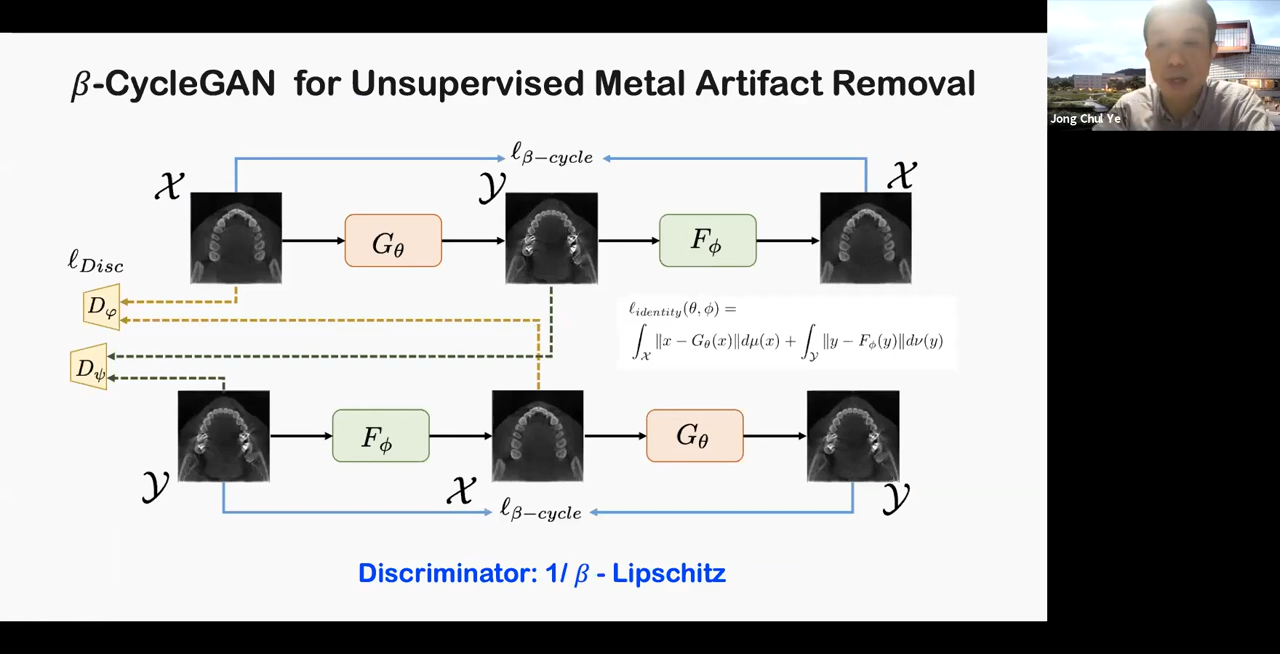 β-CycleGAN for Unsupervised Metal Artifact Removal
Jong Chul Ye
ℓβ−cycle
𝒳
𝒴
𝒳
Gθ
Fϕ
ℓDisc
Dφ
ℓidentity(θ, ϕ) =
∫𝒳 ||x − Gθ(x)||dμ(x) + ∫𝒴 ||y − Fϕ(y)||dν(y)
Dψ
Fϕ
Gθ
𝒴
𝒳
𝒴
ℓβ−cycle
Discriminator: 1/ β - Lipschitz